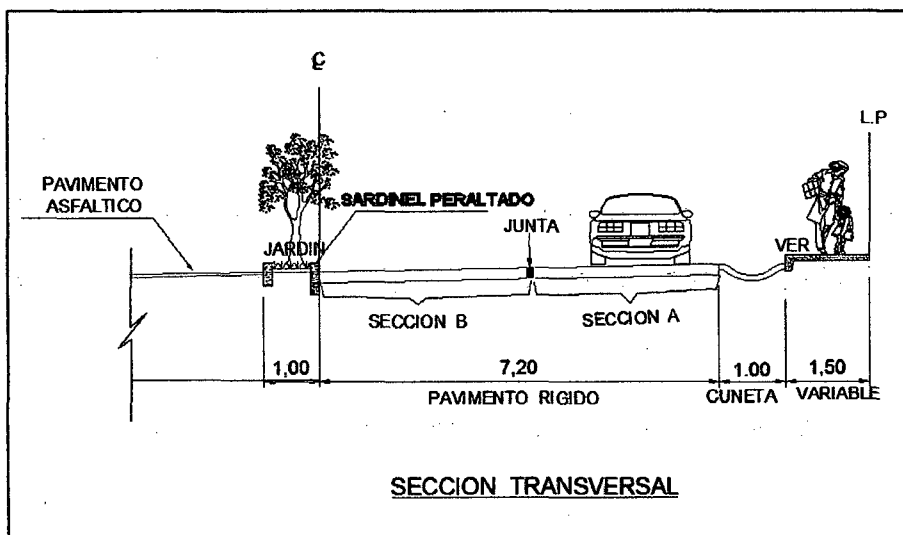 ₵
L.P
PAVIMENTO
ASFALTICO
SARDINEL PERALTADO
JARDIN
JUNTA
VER
SECCION B
SECCION A
1,00
7,20
1.00
1,50
PAVIMENTO RIGIDO
CUNETA
VARIABLE
SECCION TRANSVERSAL